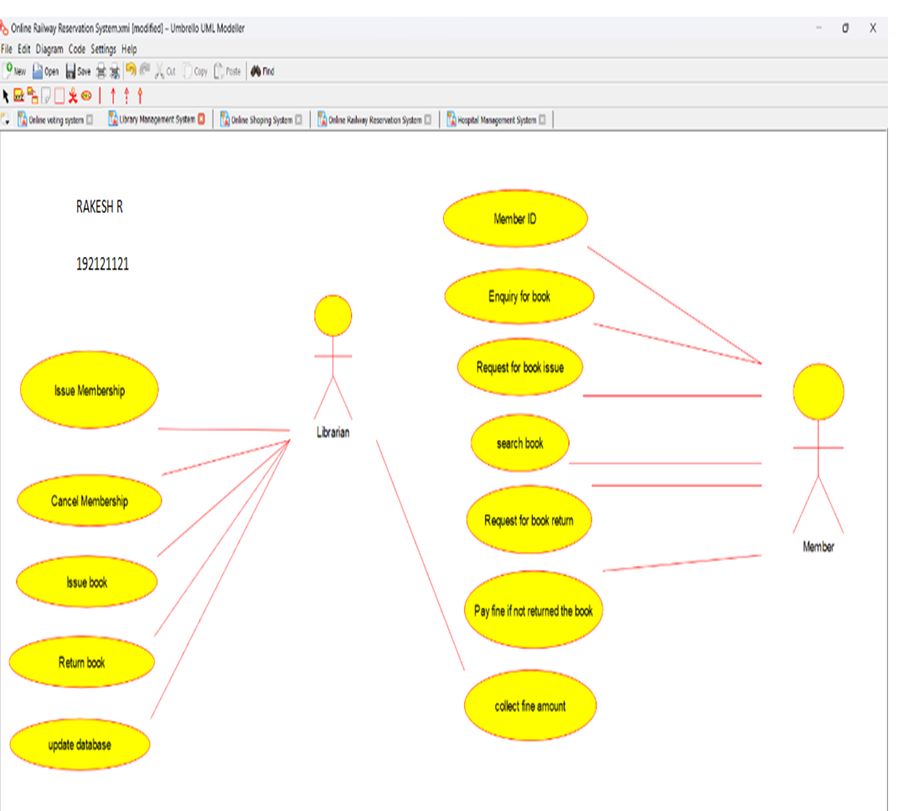 Online Railway Reservation System.xmi [modified] – Umbrello UML Modeller
File Edit Diagram Code Settings Help
New Open Save Cut Copy Paste Find
Online voting system Library Management System Online Shoping System Online Railway Reservation System Hospital Management System
RAKESH R
192121121
Member ID
Enquiry for book
Request for book issue
search book
Request for book return
Pay fine if not returned the book
collect fine amount
Librarian
Member
Issue Membership
Cancel Membership
Issue book
Return book
update database